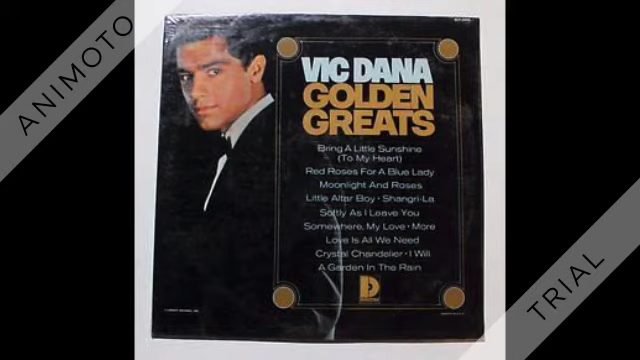 ANIMOTO
VIC DANA
GOLDEN
GREATS
Bring A Little Sunshine
(To My Heart)
Red Roses For A Blue Lady
Moonlight And Roses
Little Altar Boy • Shangri-La
Softly As I Leave You
Somewhere, My Love • More
Love Is All We Need
Crystal Chandelier • I Will
A Garden In The Rain
D
TRIAL